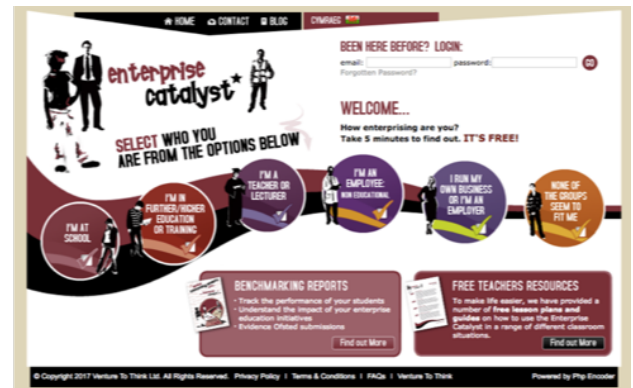 HOME CONTACT BLOG CYMRAEG
enterprise
catalyst*
BEEN HERE BEFORE? LOGIN:
email: password: GO
Forgotten Password?
SELECT WHO YOU
ARE FROM THE OPTIONS BELOW
WELCOME...
How enterprising are you?
Take 5 minutes to find out. IT'S FREE!
I'M AT
SCHOOL
I'M IN
FURTHER/HIGHER
EDUCATION
OR TRAINING
I'M A
TEACHER OR
LECTURER
I'M AN
EMPLOYEE:
NON EDUCATIONAL
I RUN MY
OWN BUSINESS
OR I'M AN
EMPLOYER
NONE OF
THE GROUPS
SEEM TO
FIT ME
BENCHMARKING REPORTS
· Track the performance of your students
· Understand the impact of your enterprise
education initiatives
· Evidence Ofsted submissions
Find out More
FREE TEACHERS RESOURCES
To make life easier, we have provided a
number of free lesson plans and
guides on how to use the Enterprise
Catalyst in a range of different classroom
situations.
Find out More
© Copyright 2017 Venture To Think Ltd. All Rights Reserved. Privacy Policy | Terms & Conditions | FAQs | Venture to Think Powered by Php Encoder